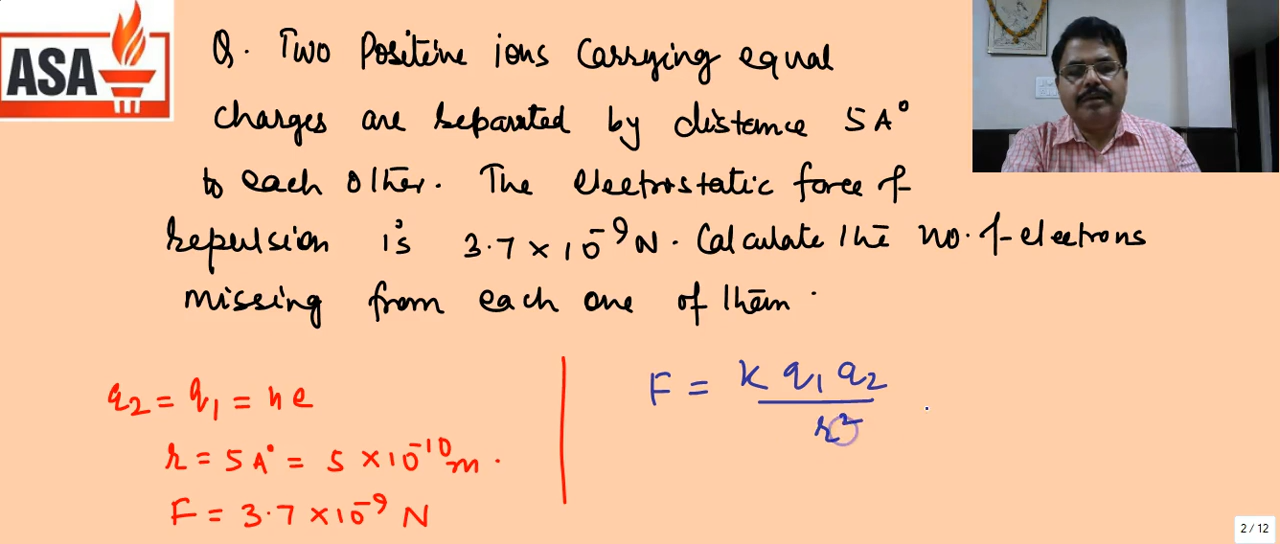 ASA
Q. Two Positive ions Carrying equal
charges are separated by distance 5A°
to each other. The electrostatic force of
repulsion is 3.7 × 10⁻⁹ N. Calculate the no. of electrons
missing from each one of them.
q₂ = q₁ = ne
r = 5A° = 5 × 10⁻¹⁰ m.
F = 3.7 × 10⁻⁹ N
F = k q₁ q₂ / r²
2 / 12